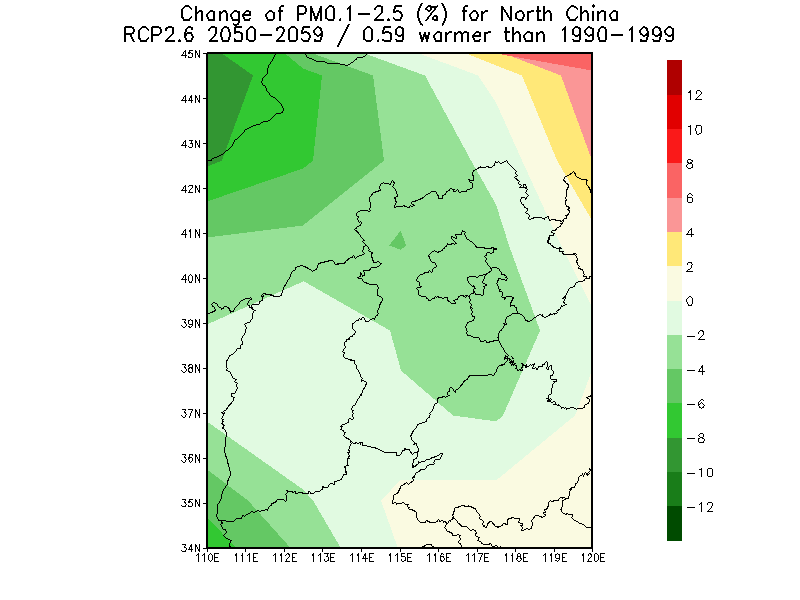 Change of PM0.1−2.5 (%) for North China
RCP2.6 2050−2059 / 0.59 warmer than 1990−1999
45N
44N
43N
42N
41N
40N
39N
38N
37N
36N
35N
34N
110E 111E 112E 113E 114E 115E 116E 117E 118E 119E 120E
12
10
8
6
4
2
0
−2
−4
−6
−8
−10
−12